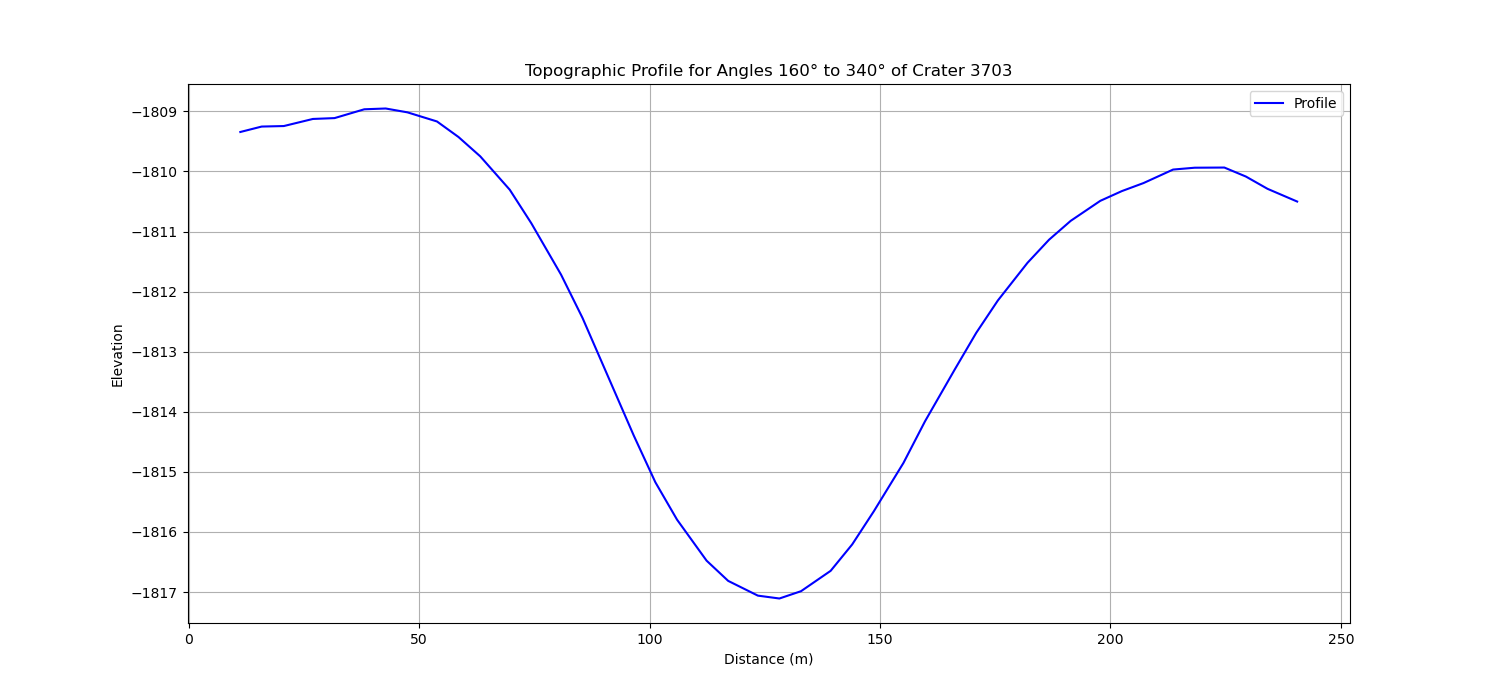 Topographic Profile for Angles 160° to 340° of Crater 3703
Profile
−1809
−1810
−1811
−1812
−1813
−1814
−1815
−1816
−1817
Elevation
0 50 100 150 200 250
Distance (m)